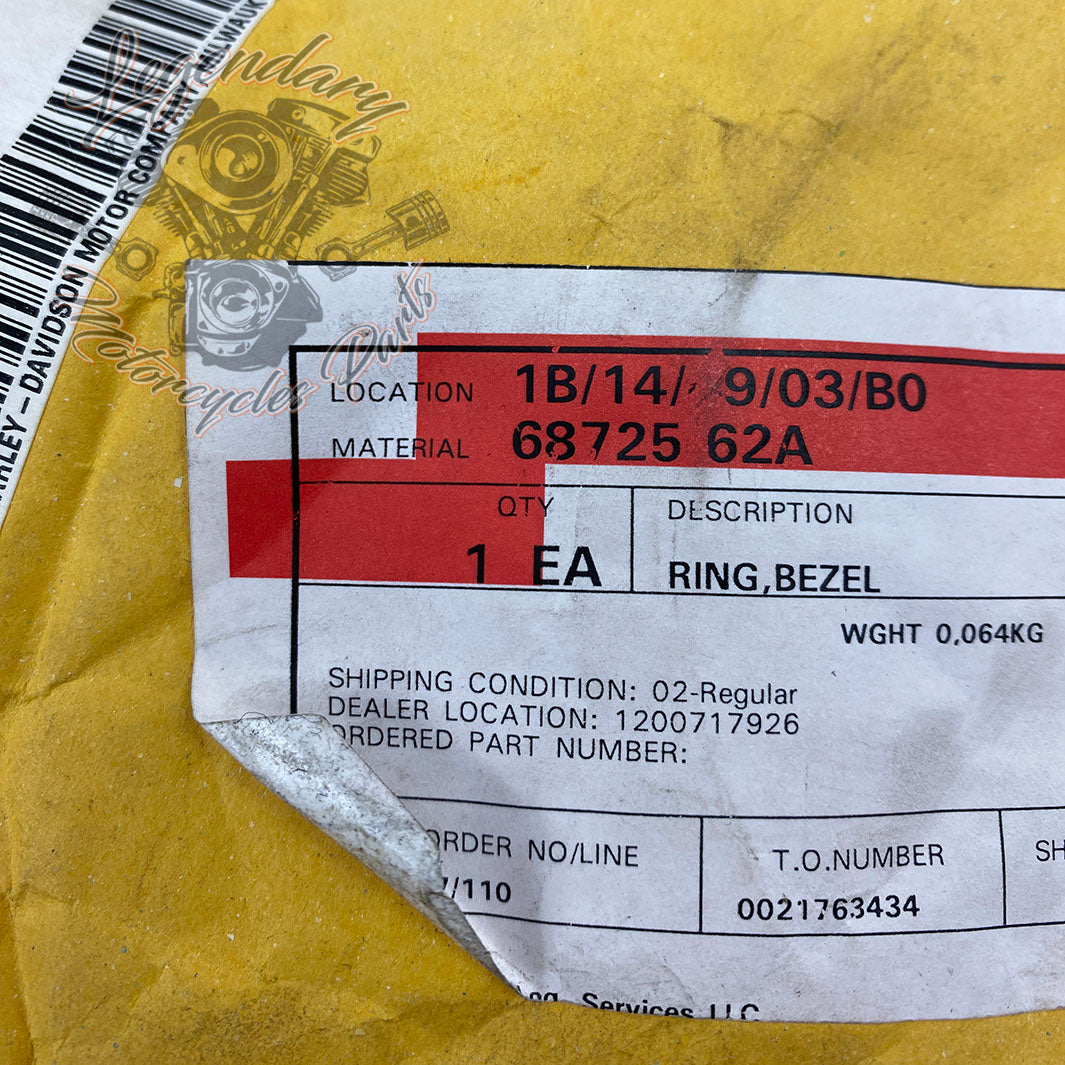 Legendary
Motorcycles Parts
HARLEY-DAVIDSON MOTOR COMPANY
LOCATION 1B/14/ 9/03/B0
MATERIAL 68725 62A
QTY DESCRIPTION
1 EA RING,BEZEL
WGHT 0,064KG
SHIPPING CONDITION: 02-Regular
DEALER LOCATION: 1200717926
ORDERED PART NUMBER:
ORDER NO/LINE T.O.NUMBER
/110 0021763434
Services LLC